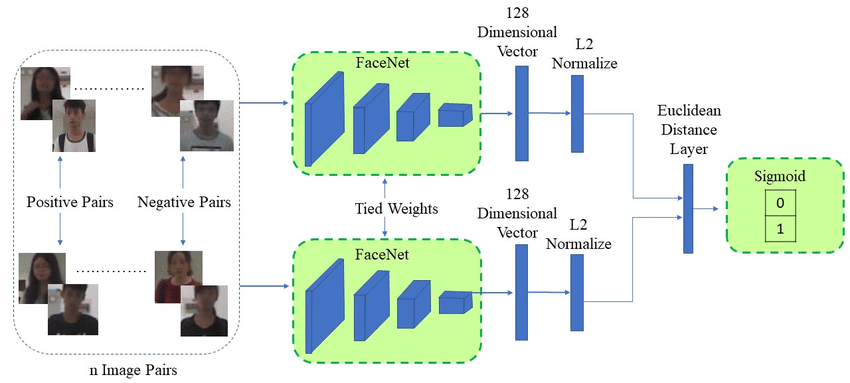 Positive Pairs
Negative Pairs
n Image Pairs
FaceNet
Tied Weights
FaceNet
128
Dimensional
Vector
L2
Normalize
128
Dimensional
Vector
L2
Normalize
Euclidean
Distance
Layer
Sigmoid
0
1